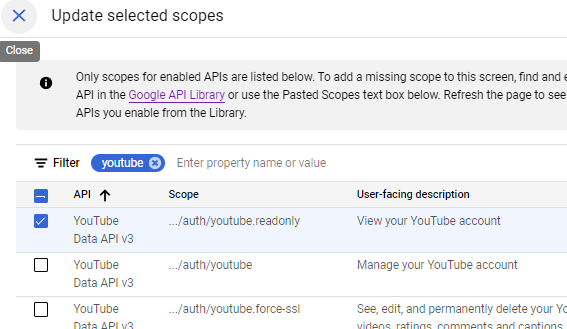 Update selected scopes
Close
Only scopes for enabled APIs are listed below. To add a missing scope to this screen, find and
API in the Google API Library or use the Pasted Scopes text box below. Refresh the page to see
APIs you enable from the Library.
Filter youtube Enter property name or value
API Scope User-facing description
YouTube .../auth/youtube.readonly View your YouTube account
Data API v3
YouTube .../auth/youtube Manage your YouTube account
Data API v3
YouTube .../auth/youtube.force-ssl See, edit, and permanently delete your
Data API v3 videos, ratings, comments and captions